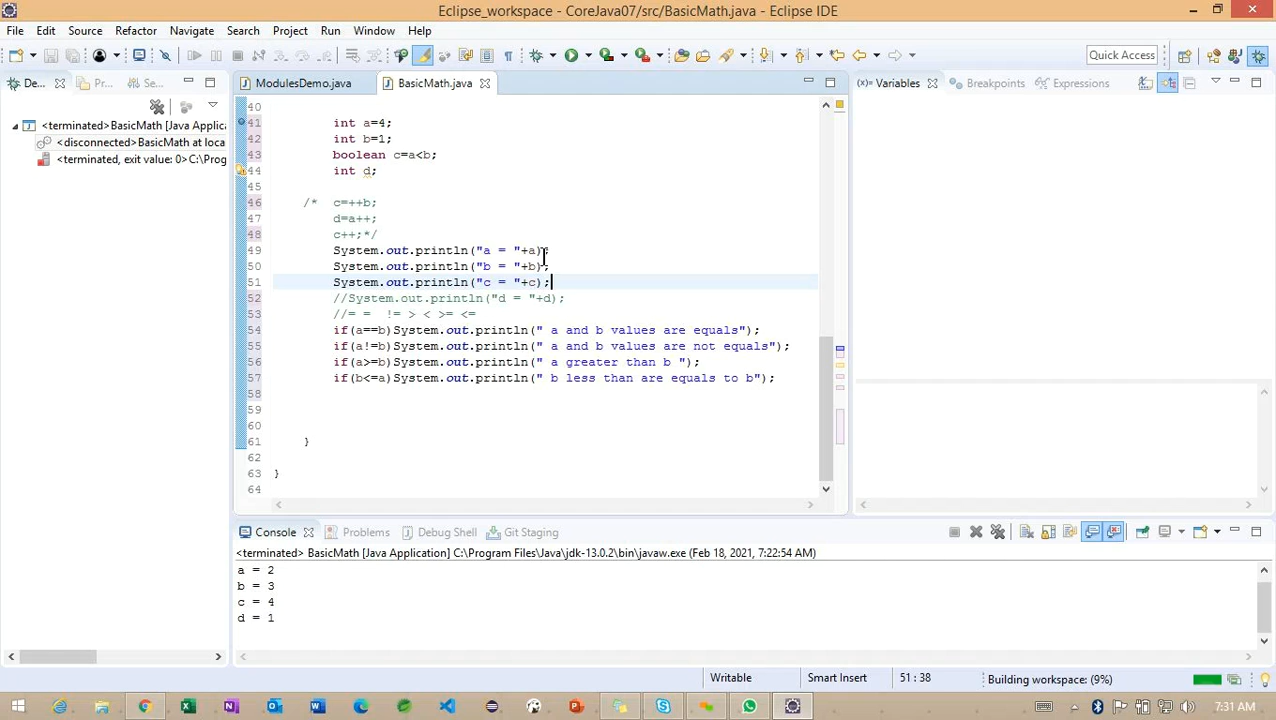 Eclipse_workspace - CoreJava07/src/BasicMath.java - Eclipse IDE
File Edit Source Refactor Navigate Search Project Run Window Help
Quick Access
De... Pr... Se...
ModulesDemo.java BasicMath.java
(x)= Variables Breakpoints Expressions
<terminated>BasicMath [Java Applica
<disconnected>BasicMath at loca
<terminated, exit value: 0>C:\Prog
40
41 int a=4;
42 int b=1;
43 boolean c=a<b;
44 int d;
45
46 /* c=++b;
47 d=a++;
48 c++;*/
49 System.out.println("a = "+a);
50 System.out.println("b = "+b);
51 System.out.println("c = "+c);
52 //System.out.println("d = "+d);
53 //= = != > < >= <=
54 if(a==b)System.out.println(" a and b values are equals");
55 if(a!=b)System.out.println(" a and b values are not equals");
56 if(a>=b)System.out.println(" a greater than b ");
57 if(b<=a)System.out.println(" b less than are equals to b");
58
59
60
61 }
62
63 }
64
Console Problems Debug Shell Git Staging
<terminated> BasicMath [Java Application] C:\Program Files\Java\jdk-13.0.2\bin\javaw.exe (Feb 18, 2021, 7:22:54 AM)
a = 2
b = 3
c = 4
d = 1
Writable Smart Insert 51 : 38 Building workspace: (9%)
7:31 AM